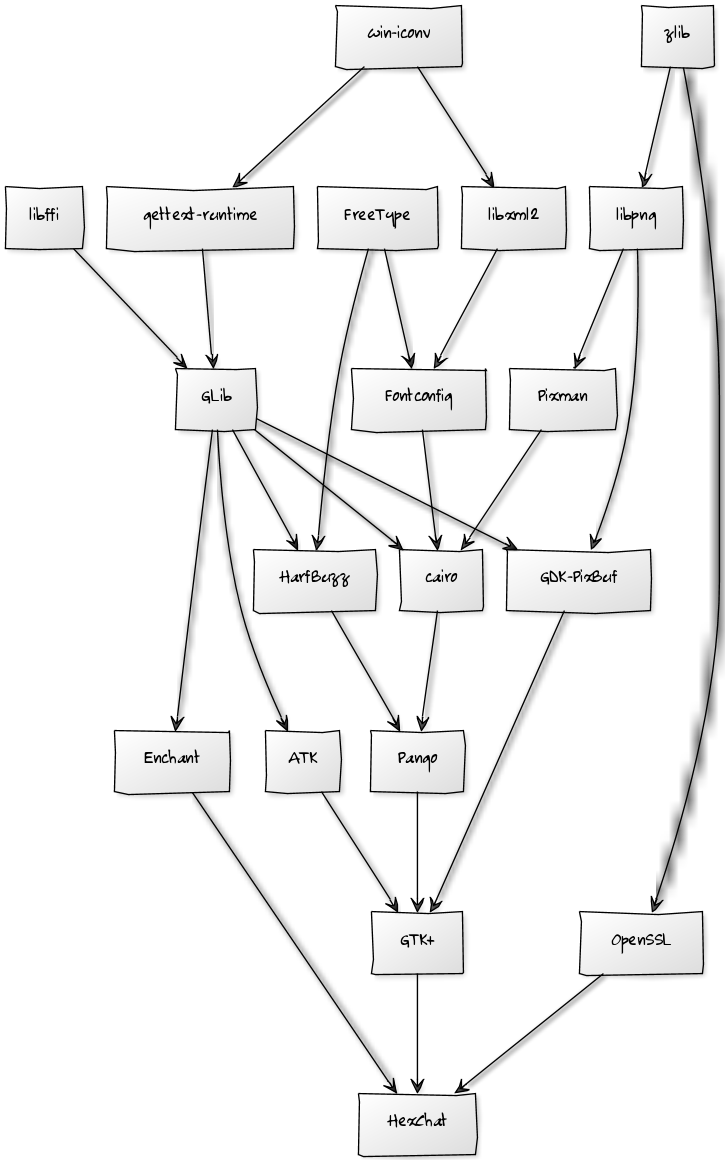 win-iconv
zlib
libffi
gettext-runtime
FreeType
libxml2
libpng
GLib
Fontconfig
Pixman
HarfBuzz
cairo
GDK-PixBuf
Enchant
ATK
Pango
GTK+
OpenSSL
HexChat